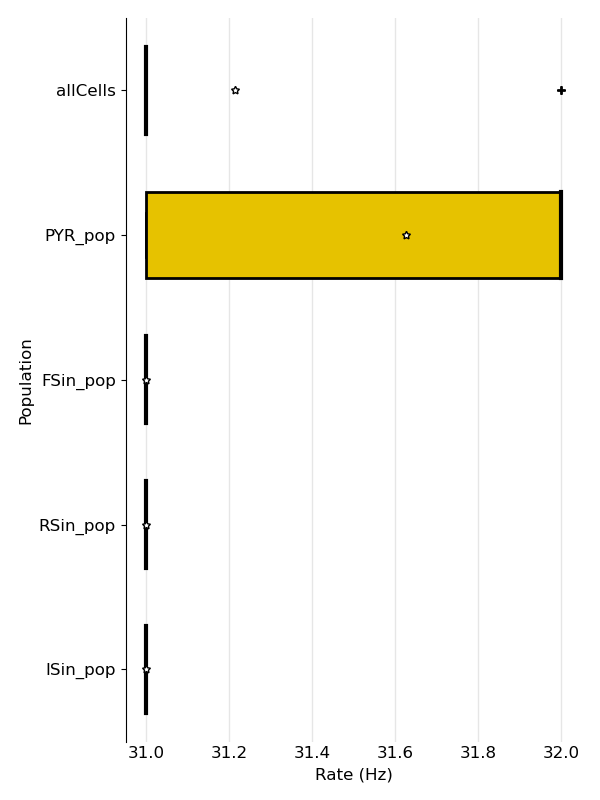 allCells
PYR_pop
FSin_pop
RSin_pop
ISin_pop
Population
31.0 31.2 31.4 31.6 31.8 32.0
Rate (Hz)